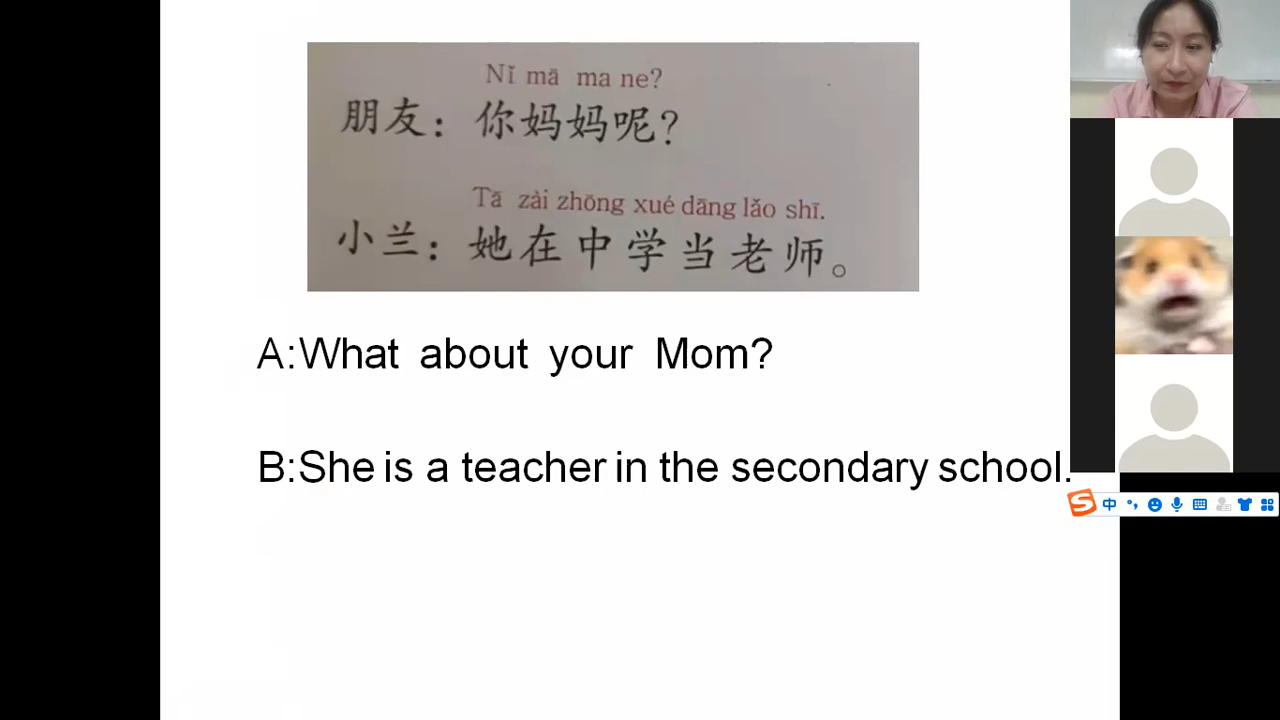 Nǐ mā ma ne?
朋友：你妈妈呢？
Tā zài zhōng xué dāng lǎo shī.
小兰：她在中学当老师。
A:What about your Mom?
B:She is a teacher in the secondary school.
S 中